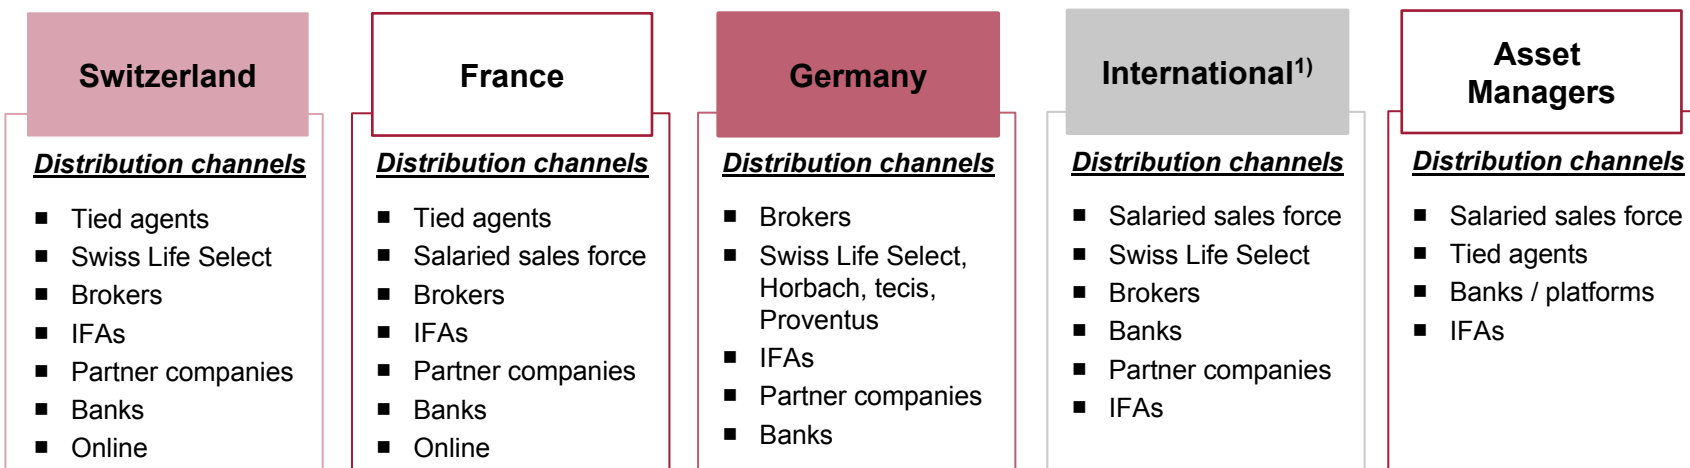 Switzerland
Distribution channels
■ Tied agents
■ Swiss Life Select
■ Brokers
■ IFAs
■ Partner companies
■ Banks
■ Online
France
Distribution channels
■ Tied agents
■ Salaried sales force
■ Brokers
■ IFAs
■ Partner companies
■ Banks
■ Online
Germany
Distribution channels
■ Brokers
■ Swiss Life Select,
Horbach, tecis,
Proventus
■ IFAs
■ Partner companies
■ Banks
International1)
Distribution channels
■ Salaried sales force
■ Swiss Life Select
■ Brokers
■ Banks
■ Partner companies
■ IFAs
Asset
Managers
Distribution channels
■ Salaried sales force
■ Tied agents
■ Banks / platforms
■ IFAs